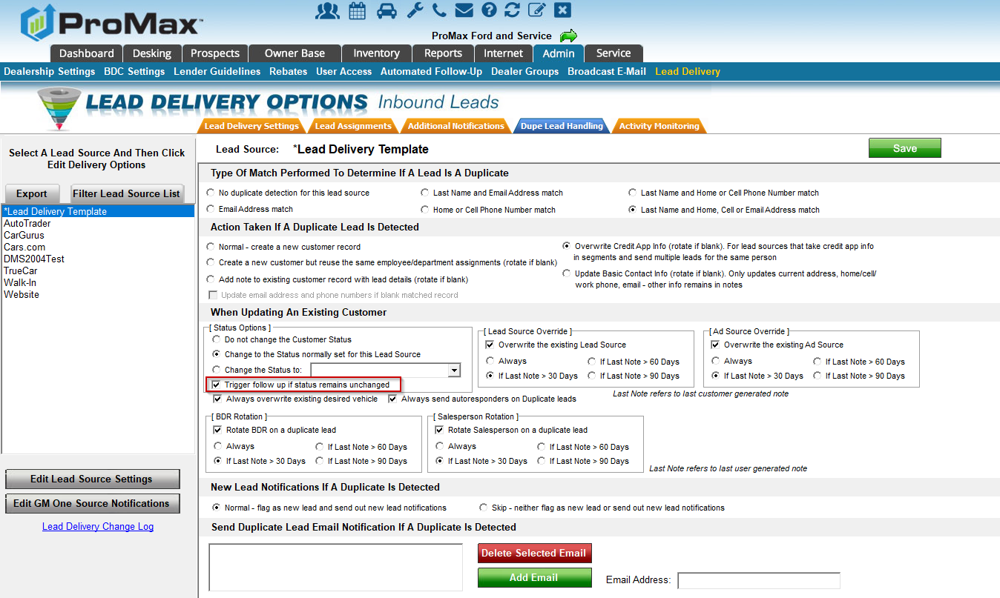 ProMax
ProMax Ford and Service
Dashboard Desking Prospects Owner Base Inventory Reports Internet Admin Service
Dealership Settings BDC Settings Lender Guidelines Rebates User Access Automated Follow-Up Dealer Groups Broadcast E-Mail Lead Delivery
LEAD DELIVERY OPTIONS Inbound Leads
Lead Delivery Settings Lead Assignments Additional Notifications Dupe Lead Handling Activity Monitoring
Select A Lead Source And Then Click
Edit Delivery Options
Export Filter Lead Source List
*Lead Delivery Template
AutoTrader
CarGurus
Cars.com
DMS2004Test
TrueCar
Walk-In
Website
Edit Lead Source Settings
Edit GM One Source Notifications
Lead Delivery Change Log
Lead Source: *Lead Delivery Template Save
Type Of Match Performed To Determine If A Lead Is A Duplicate
No duplicate detection for this lead source Last Name and Email Address match Last Name and Home or Cell Phone Number match
Email Address match Home or Cell Phone Number match Last Name and Home, Cell or Email Address match
Action Taken If A Duplicate Lead Is Detected
Normal - create a new customer record
Create a new customer but reuse the same employee/department assignments (rotate if blank)
Add note to existing customer record with lead details (rotate if blank)
Update email address and phone numbers if blank matched record
Overwrite Credit App Info (rotate if blank). For lead sources that take credit app info
in segments and send multiple leads for the same person
Update Basic Contact Info (rotate if blank). Only updates current address, home/cell/
work phone, email - other info remains in notes
When Updating An Existing Customer
[ Status Options ]
Do not change the Customer Status
Change to the Status normally set for this Lead Source
Change the Status to:
Trigger follow up if status remains unchanged
[ Lead Source Override ]
Overwrite the existing Lead Source
Always If Last Note > 60 Days
If Last Note > 30 Days If Last Note > 90 Days
[ Ad Source Override ]
Overwrite the existing Ad Source
Always If Last Note > 60 Days
If Last Note > 30 Days If Last Note > 90 Days
Always overwrite existing desired vehicle Always send autoresponders on Duplicate leads
Last Note refers to last customer generated note
[ BDR Rotation ]
Rotate BDR on a duplicate lead
Always If Last Note > 60 Days
If Last Note > 30 Days If Last Note > 90 Days
[ Salesperson Rotation ]
Rotate Salesperson on a duplicate lead
Always If Last Note > 60 Days
If Last Note > 30 Days If Last Note > 90 Days
Last Note refers to last user generated note
New Lead Notifications If A Duplicate Is Detected
Normal - flag as new lead and send out new lead notifications Skip - neither flag as new lead or send out new lead notifications
Send Duplicate Lead Email Notification If A Duplicate Is Detected
Delete Selected Email
Add Email Email Address: